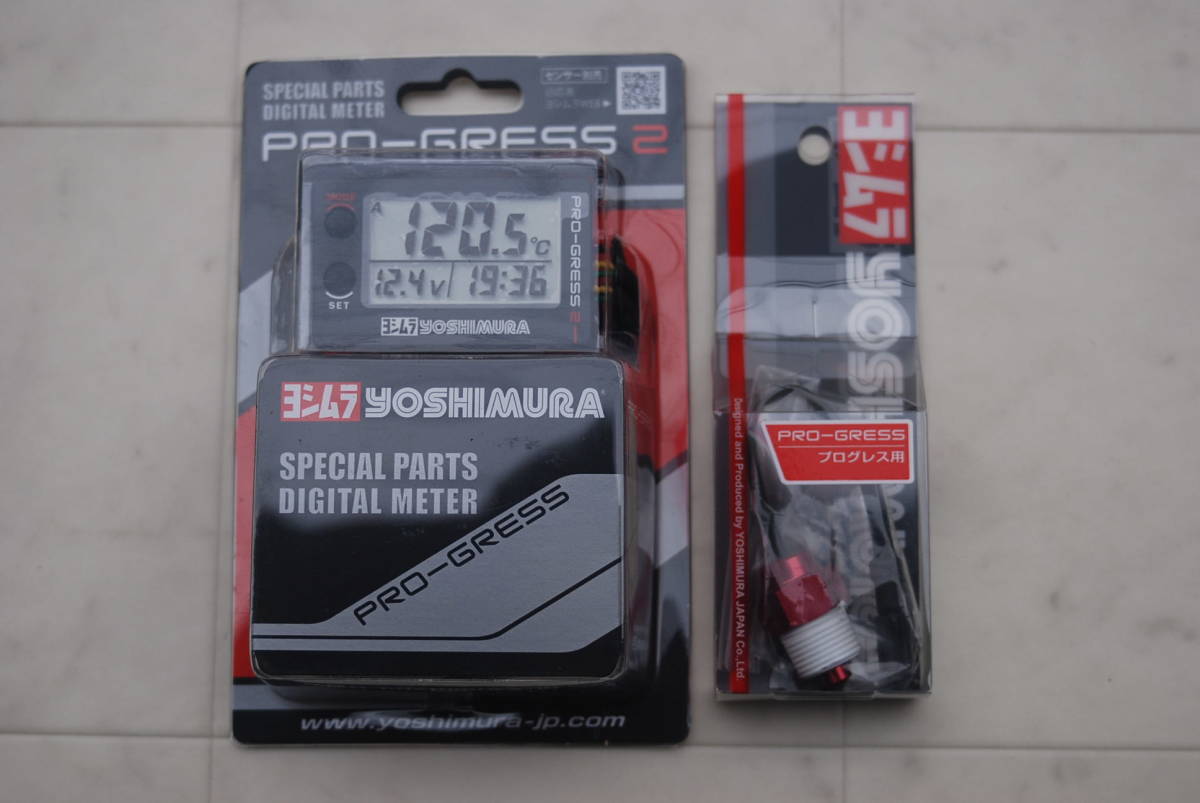 SPECIAL PARTS
DIGITAL METER
センサー別売
PRO-GRESS 2
MODE
A
120.5℃
12.4V/ 19:36
SET
PRO-GRESS 2
ヨシムラ YOSHIMURA
ヨシムラ YOSHIMURA
SPECIAL PARTS
DIGITAL METER
PRO-GRESS
www.yoshimura-jp.com
ヨシムラ
PRO-GRESS
プログレス用
Designed and Produced by YOSHIMURA JAPAN Co.,Ltd.